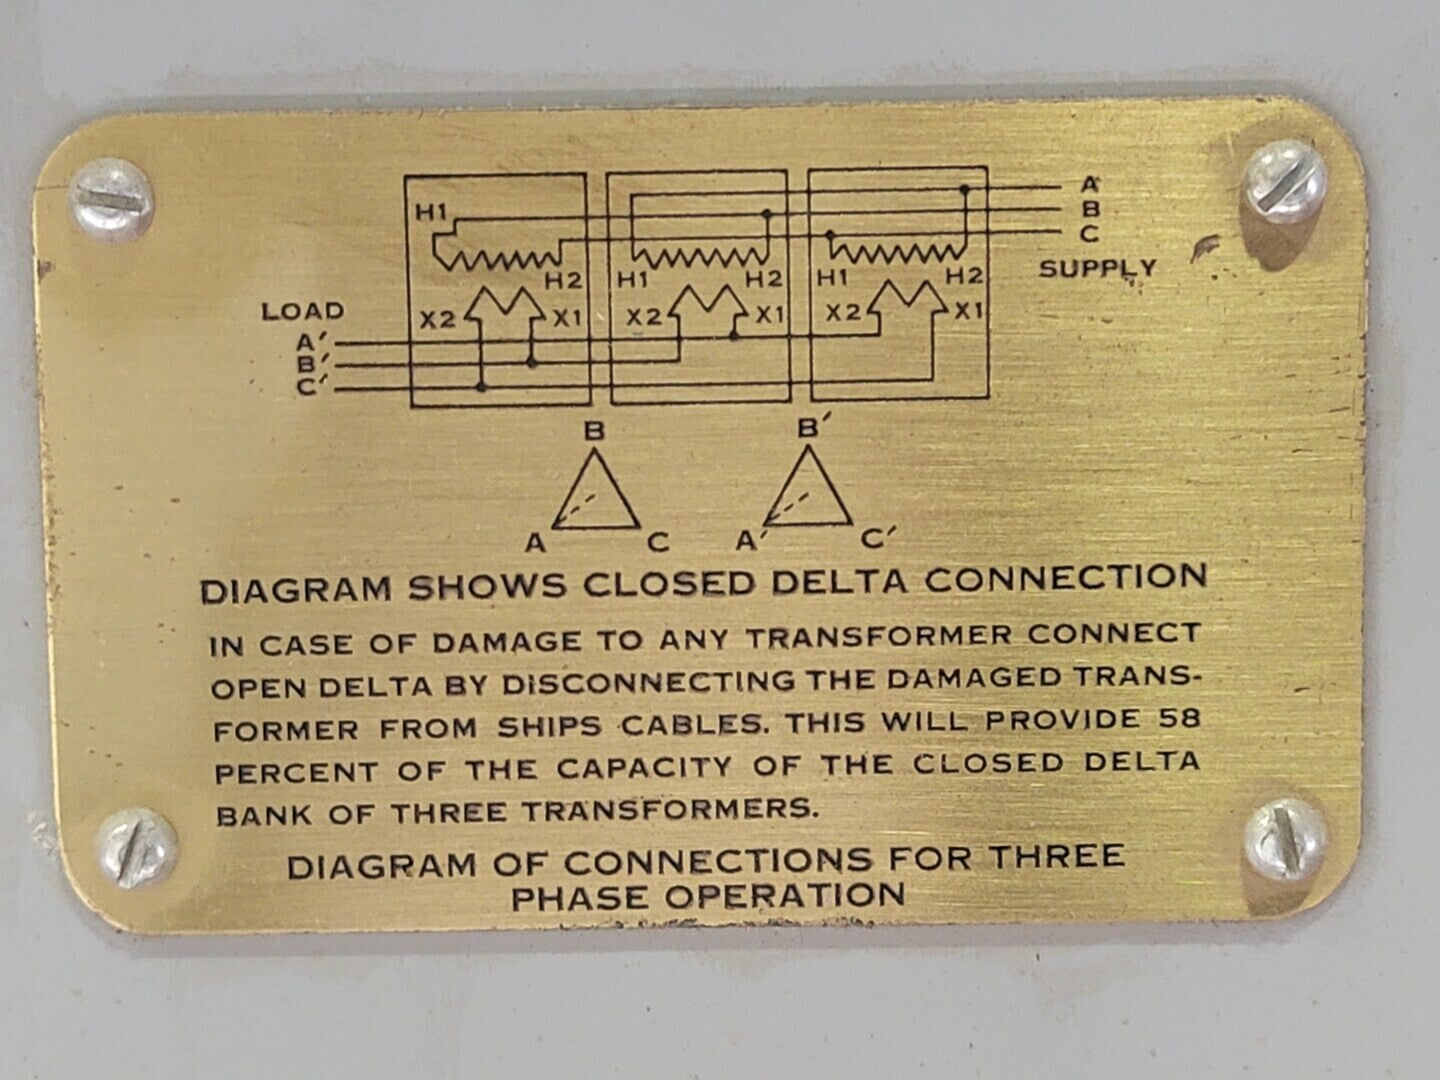 H1
A
B
C
SUPPLY
H2 H1 H2 H1 H2
LOAD
X2 X1 X2 X1 X2 X1
A′
B′
C′
B B′
A C A′ C′
DIAGRAM SHOWS CLOSED DELTA CONNECTION
IN CASE OF DAMAGE TO ANY TRANSFORMER CONNECT
OPEN DELTA BY DISCONNECTING THE DAMAGED TRANS-
FORMER FROM SHIPS CABLES. THIS WILL PROVIDE 58
PERCENT OF THE CAPACITY OF THE CLOSED DELTA
BANK OF THREE TRANSFORMERS.
DIAGRAM OF CONNECTIONS FOR THREE
PHASE OPERATION